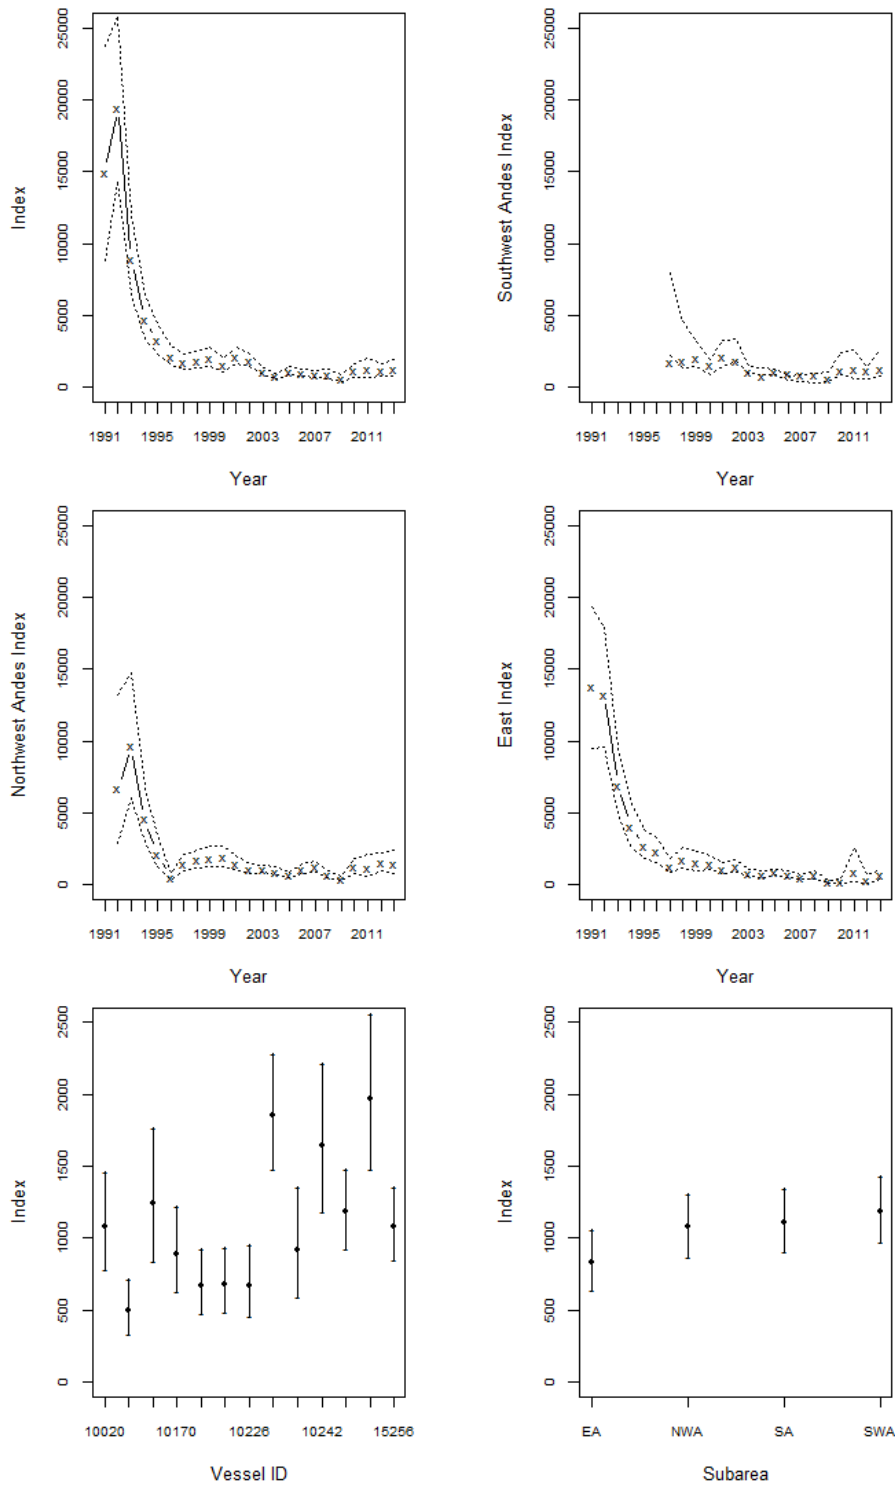 Index
25000
20000
15000
10000
5000
0
1991 1995 1999 2003 2007 2011
Year
Southwest Andes Index
25000
20000
15000
10000
5000
0
1991 1995 1999 2003 2007 2011
Year
Northwest Andes Index
25000
20000
15000
10000
5000
0
1991 1995 1999 2003 2007 2011
Year
East Index
25000
20000
15000
10000
5000
0
1991 1995 1999 2003 2007 2011
Year
Index
2500
2000
1500
1000
500
0
10020 10170 10226 10242 15256
Vessel ID
Index
2500
2000
1500
1000
500
0
EA NWA SA SWA
Subarea